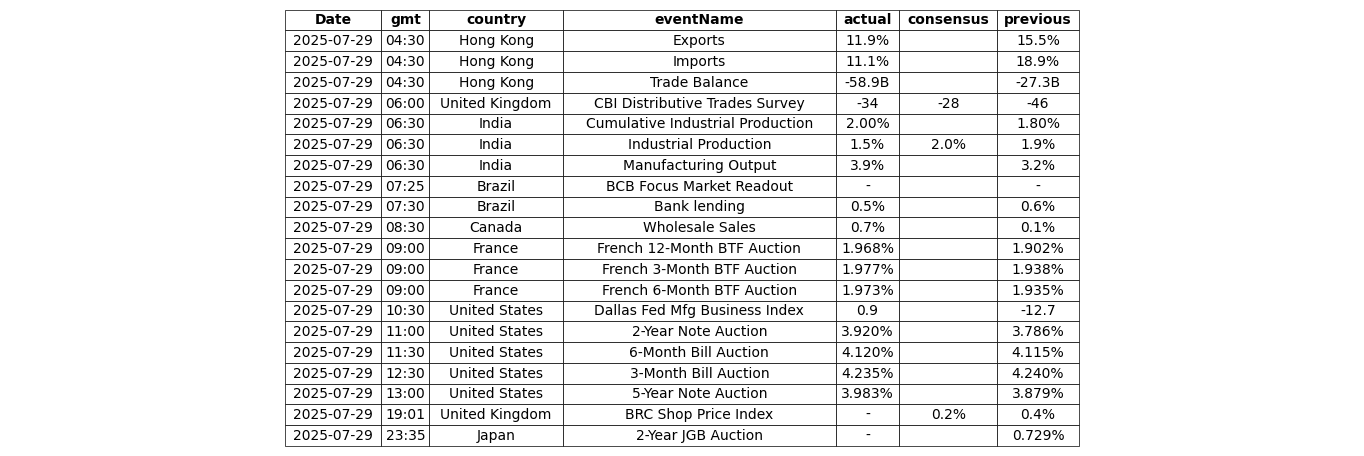 Date gmt country eventName actual consensus previous
2025-07-29 04:30 Hong Kong Exports 11.9% 15.5%
2025-07-29 04:30 Hong Kong Imports 11.1% 18.9%
2025-07-29 04:30 Hong Kong Trade Balance -58.9B -27.3B
2025-07-29 06:00 United Kingdom CBI Distributive Trades Survey -34 -28 -46
2025-07-29 06:30 India Cumulative Industrial Production 2.00% 1.80%
2025-07-29 06:30 India Industrial Production 1.5% 2.0% 1.9%
2025-07-29 06:30 India Manufacturing Output 3.9% 3.2%
2025-07-29 07:25 Brazil BCB Focus Market Readout - -
2025-07-29 07:30 Brazil Bank lending 0.5% 0.6%
2025-07-29 08:30 Canada Wholesale Sales 0.7% 0.1%
2025-07-29 09:00 France French 12-Month BTF Auction 1.968% 1.902%
2025-07-29 09:00 France French 3-Month BTF Auction 1.977% 1.938%
2025-07-29 09:00 France French 6-Month BTF Auction 1.973% 1.935%
2025-07-29 10:30 United States Dallas Fed Mfg Business Index 0.9 -12.7
2025-07-29 11:00 United States 2-Year Note Auction 3.920% 3.786%
2025-07-29 11:30 United States 6-Month Bill Auction 4.120% 4.115%
2025-07-29 12:30 United States 3-Month Bill Auction 4.235% 4.240%
2025-07-29 13:00 United States 5-Year Note Auction 3.983% 3.879%
2025-07-29 19:01 United Kingdom BRC Shop Price Index - 0.2% 0.4%
2025-07-29 23:35 Japan 2-Year JGB Auction - 0.729%